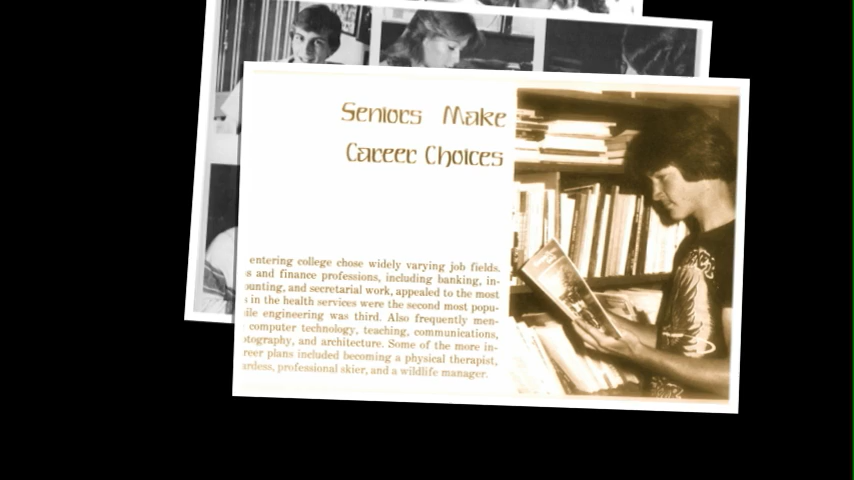 Seniors Make
Career Choices
entering college chose widely varying job fields.
s and finance professions, including banking, in-
ounting, and secretarial work, appealed to the most
s in the health services were the second most popu-
ile engineering was third. Also frequently men-
computer technology, teaching, communications,
otography, and architecture. Some of the more in-
reer plans included becoming a physical therapist,
ardess, professional skier, and a wildlife manager.